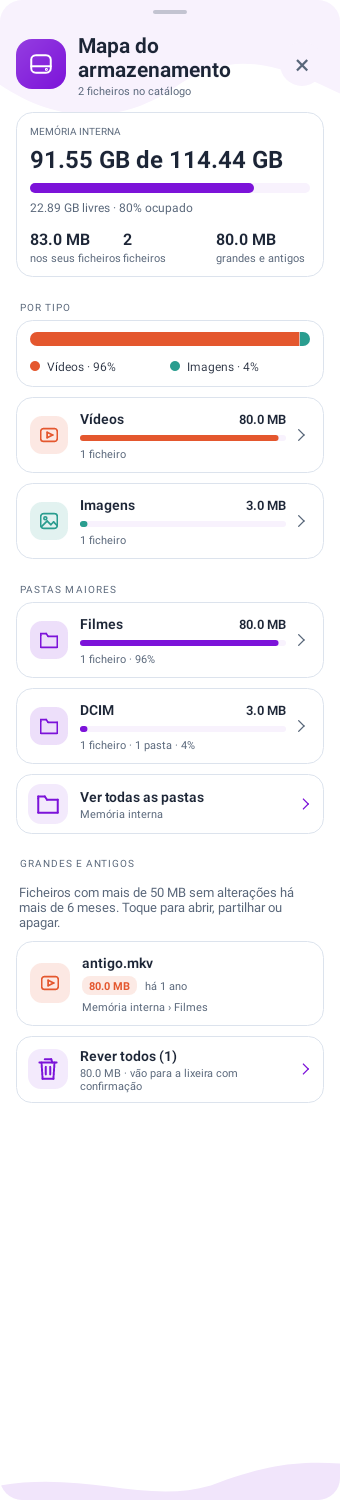 Mapa do
armazenamento
2 ficheiros no catálogo
MEMÓRIA INTERNA
91.55 GB de 114.44 GB
22.89 GB livres · 80% ocupado
83.0 MB 2 80.0 MB
nos seus ficheiros ficheiros grandes e antigos
POR TIPO
Vídeos · 96% Imagens · 4%
Vídeos 80.0 MB
1 ficheiro
Imagens 3.0 MB
1 ficheiro
PASTAS MAIORES
Filmes 80.0 MB
1 ficheiro · 96%
DCIM 3.0 MB
1 ficheiro · 1 pasta · 4%
Ver todas as pastas
Memória interna
GRANDES E ANTIGOS
Ficheiros com mais de 50 MB sem alterações há
mais de 6 meses. Toque para abrir, partilhar ou
apagar.
antigo.mkv
80.0 MB há 1 ano
Memória interna › Filmes
Rever todos (1)
80.0 MB · vão para a lixeira com
confirmação